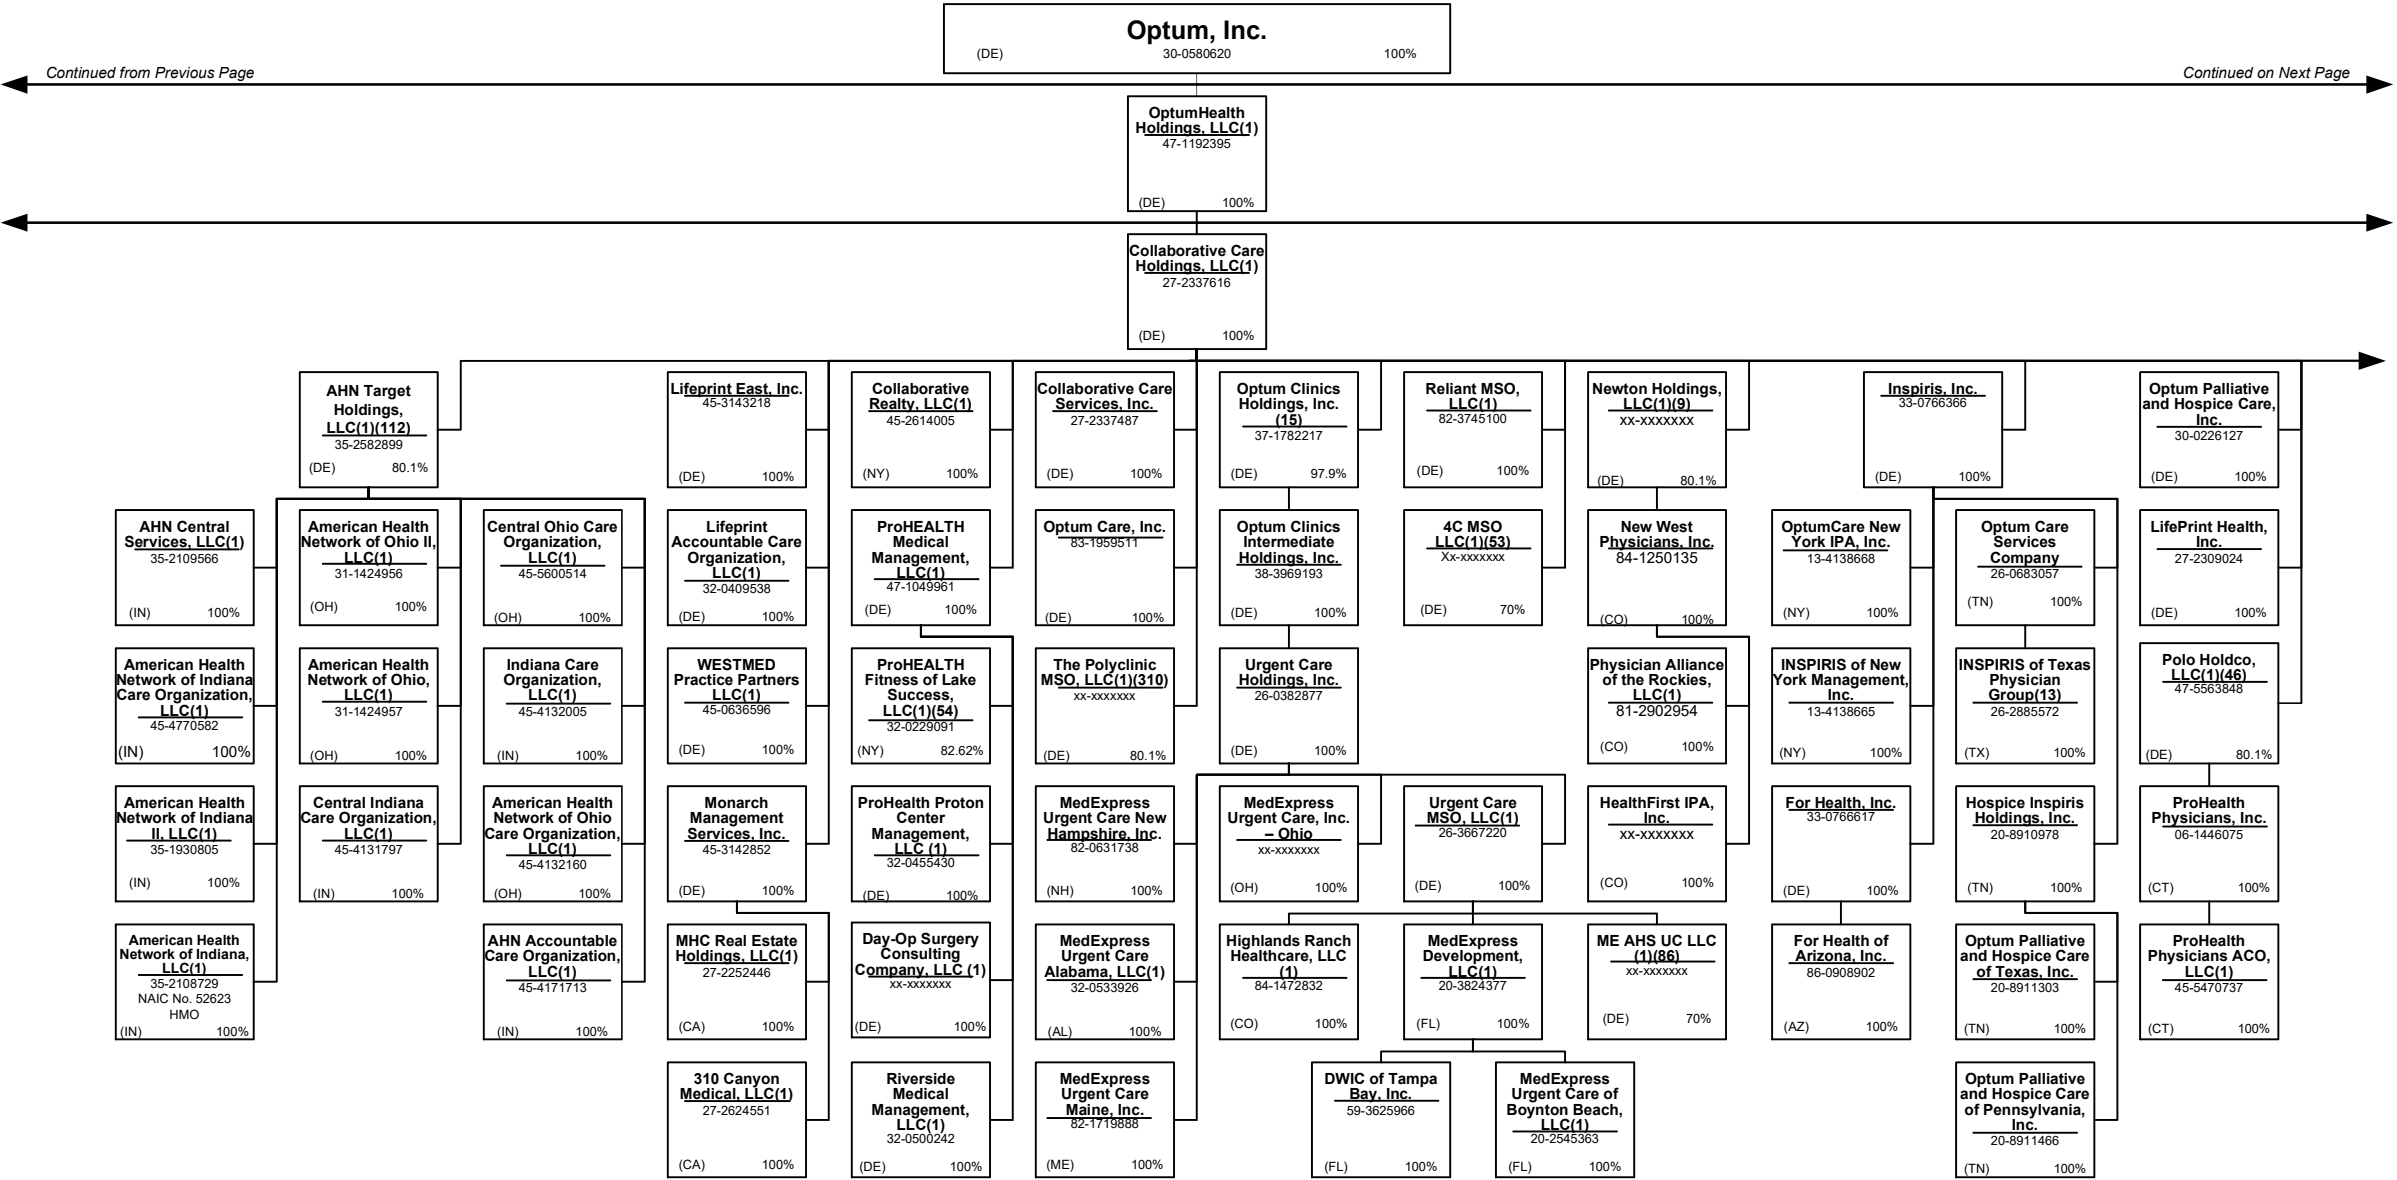 Optum, Inc.
(DE) 30-0580620 100%
Continued from Previous Page
Continued on Next Page
OptumHealth
Holdings, LLC(1)
47-1192395
(DE) 100%
Collaborative Care
Holdings, LLC(1)
27-2337616
(DE) 100%
AHN Target
Holdings,
LLC(1)(112)
35-2582899
(DE) 80.1%
Lifeprint East, Inc.
45-3143218
(DE) 100%
Collaborative
Realty, LLC(1)
45-2614005
(NY) 100%
Collaborative Care
Services, Inc.
27-2337487
(DE) 100%
Optum Clinics
Holdings, Inc.
(15)
37-1782217
(DE) 97.9%
Reliant MSO,
LLC(1)
82-3745100
(DE) 100%
Newton Holdings,
LLC(1)(9)
xx-xxxxxxx
(DE) 80.1%
Inspiris, Inc.
33-0766366
(DE) 100%
Optum Palliative
and Hospice Care,
Inc.
30-0226127
(DE) 100%
AHN Central
Services, LLC(1)
35-2109566
(IN) 100%
American Health
Network of Ohio II,
LLC(1)
31-1424956
(OH) 100%
Central Ohio Care
Organization,
LLC(1)
45-5600514
(OH) 100%
Lifeprint
Accountable Care
Organization,
LLC(1)
32-0409538
(DE) 100%
ProHEALTH
Medical
Management,
LLC(1)
47-1049961
(DE) 100%
Optum Care, Inc.
83-1959511
(DE) 100%
Optum Clinics
Intermediate
Holdings, Inc.
38-3969193
(DE) 100%
4C MSO
LLC(1)(53)
Xx-xxxxxxx
(DE) 70%
New West
Physicians, Inc.
84-1250135
(CO) 100%
OptumCare New
York IPA, Inc.
13-4138668
(NY) 100%
Optum Care
Services
Company
26-0683057
(TN) 100%
LifePrint Health,
Inc.
27-2309024
(DE) 100%
American Health
Network of Indiana
Care Organization,
LLC(1)
45-4770582
(IN) 100%
American Health
Network of Ohio,
LLC(1)
31-1424957
(OH) 100%
Indiana Care
Organization,
LLC(1)
45-4132005
(IN) 100%
WESTMED
Practice Partners
LLC(1)
45-0636596
(DE) 100%
ProHEALTH
Fitness of Lake
Success,
LLC(1)(54)
32-0229091
(NY) 82.62%
The Polyclinic
MSO, LLC(1)(310)
xx-xxxxxxx
(DE) 80.1%
Urgent Care
Holdings, Inc.
26-0382877
(DE) 100%
Physician Alliance
of the Rockies,
LLC(1)
81-2902954
(CO) 100%
INSPIRIS of New
York Management,
Inc.
13-4138665
(NY) 100%
INSPIRIS of Texas
Physician
Group(13)
26-2885572
(TX) 100%
Polo Holdco,
LLC(1)(46)
47-5563848
(DE) 80.1%
American Health
Network of Indiana
II, LLC(1)
35-1930805
(IN) 100%
Central Indiana
Care Organization,
LLC(1)
45-4131797
(IN) 100%
American Health
Network of Ohio
Care Organization,
LLC(1)
45-4132160
(OH) 100%
Monarch
Management
Services, Inc.
45-3142852
(DE) 100%
ProHealth Proton
Center
Management,
LLC (1)
32-0455430
(DE) 100%
MedExpress
Urgent Care New
Hampshire, Inc.
82-0631738
(NH) 100%
MedExpress
Urgent Care, Inc.
– Ohio
xx-xxxxxxx
(OH) 100%
Urgent Care
MSO, LLC(1)
26-3667220
(DE) 100%
HealthFirst IPA,
Inc.
xx-xxxxxxx
(CO) 100%
For Health, Inc.
33-0766617
(DE) 100%
Hospice Inspiris
Holdings, Inc.
20-8910978
(TN) 100%
ProHealth
Physicians, Inc.
06-1446075
(CT) 100%
American Health
Network of Indiana,
LLC(1)
35-2108729
NAIC No. 52623
HMO
(IN) 100%
AHN Accountable
Care Organization,
LLC(1)
45-4171713
(IN) 100%
MHC Real Estate
Holdings, LLC(1)
27-2252446
(CA) 100%
Day-Op Surgery
Consulting
Company, LLC (1)
xx-xxxxxxx
(DE) 100%
MedExpress
Urgent Care
Alabama, LLC(1)
32-0533926
(AL) 100%
Highlands Ranch
Healthcare, LLC
(1)
84-1472832
(CO) 100%
MedExpress
Development,
LLC(1)
20-3824377
(FL) 100%
ME AHS UC LLC
(1)(86)
xx-xxxxxxx
(DE) 70%
For Health of
Arizona, Inc.
86-0908902
(AZ) 100%
Optum Palliative
and Hospice Care
of Texas, Inc.
20-8911303
(TN) 100%
ProHealth
Physicians ACO,
LLC(1)
45-5470737
(CT) 100%
310 Canyon
Medical, LLC(1)
27-2624551
(CA) 100%
Riverside
Medical
Management,
LLC(1)
32-0500242
(DE) 100%
MedExpress
Urgent Care
Maine, Inc.
82-1719888
(ME) 100%
DWIC of Tampa
Bay, Inc.
59-3625966
(FL) 100%
MedExpress
Urgent Care of
Boynton Beach,
LLC(1)
20-2545363
(FL) 100%
Optum Palliative
and Hospice Care
of Pennsylvania,
Inc.
20-8911466
(TN) 100%